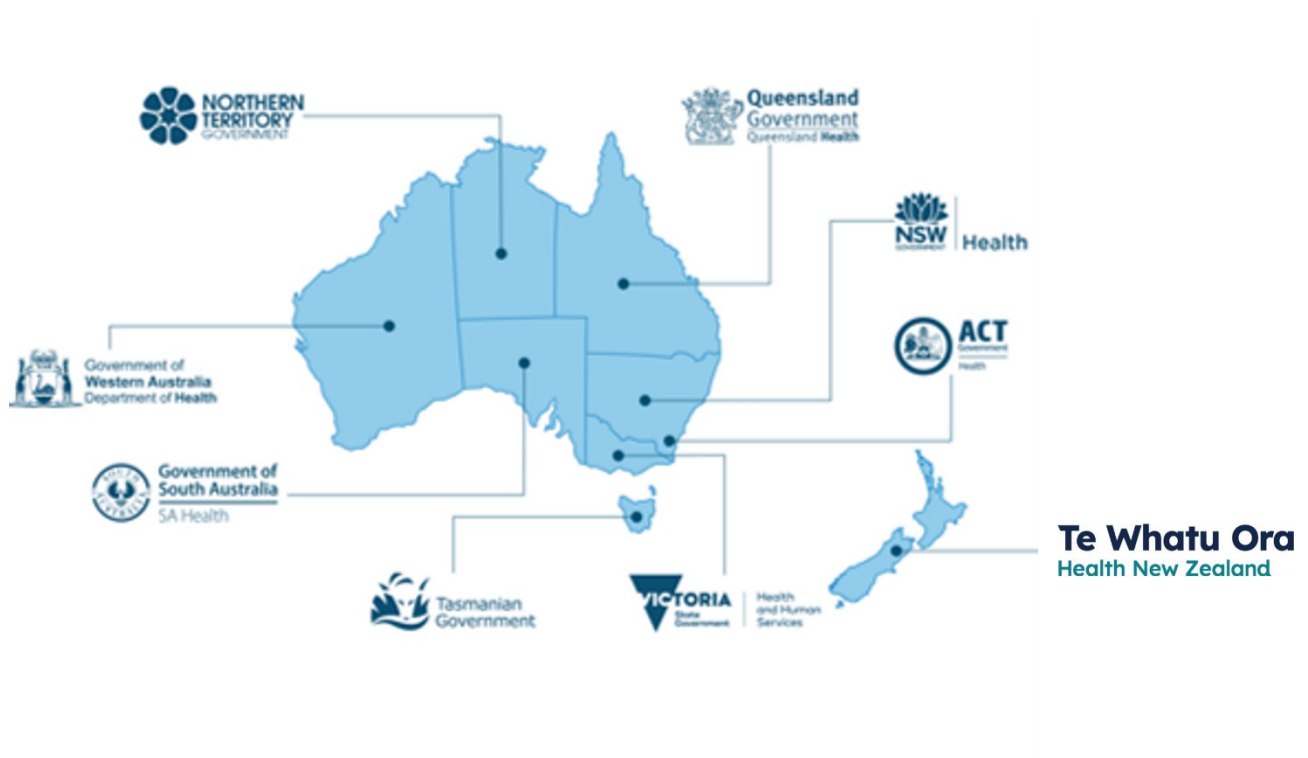 NORTHERN
TERRITORY
GOVERNMENT
Queensland
Government
Queensland Health
NSW
GOVERNMENT
Health
ACT
Government
Health
Government of
Western Australia
Department of Health
SOUTH
AUSTRALIA
Government of
South Australia
SA Health
Te Whatu Ora
Health New Zealand
Tasmanian
Government
VICTORIA
State
Government
Health
and Human
Services